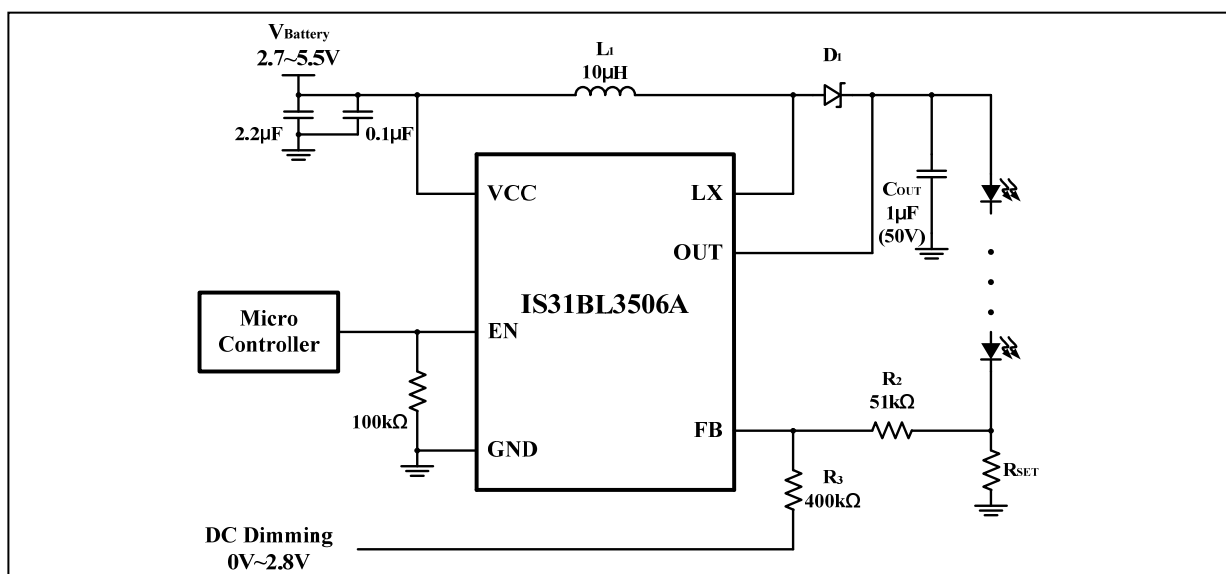 VBattery
2.7~5.5V
L1
10µH
D1
2.2µF
0.1µF
VCC
LX
COUT
1µF
(50V)
OUT
IS31BL3506A
Micro
Controller
EN
R2
51kΩ
100kΩ
FB
GND
RSET
R3
400kΩ
DC Dimming
0V~2.8V